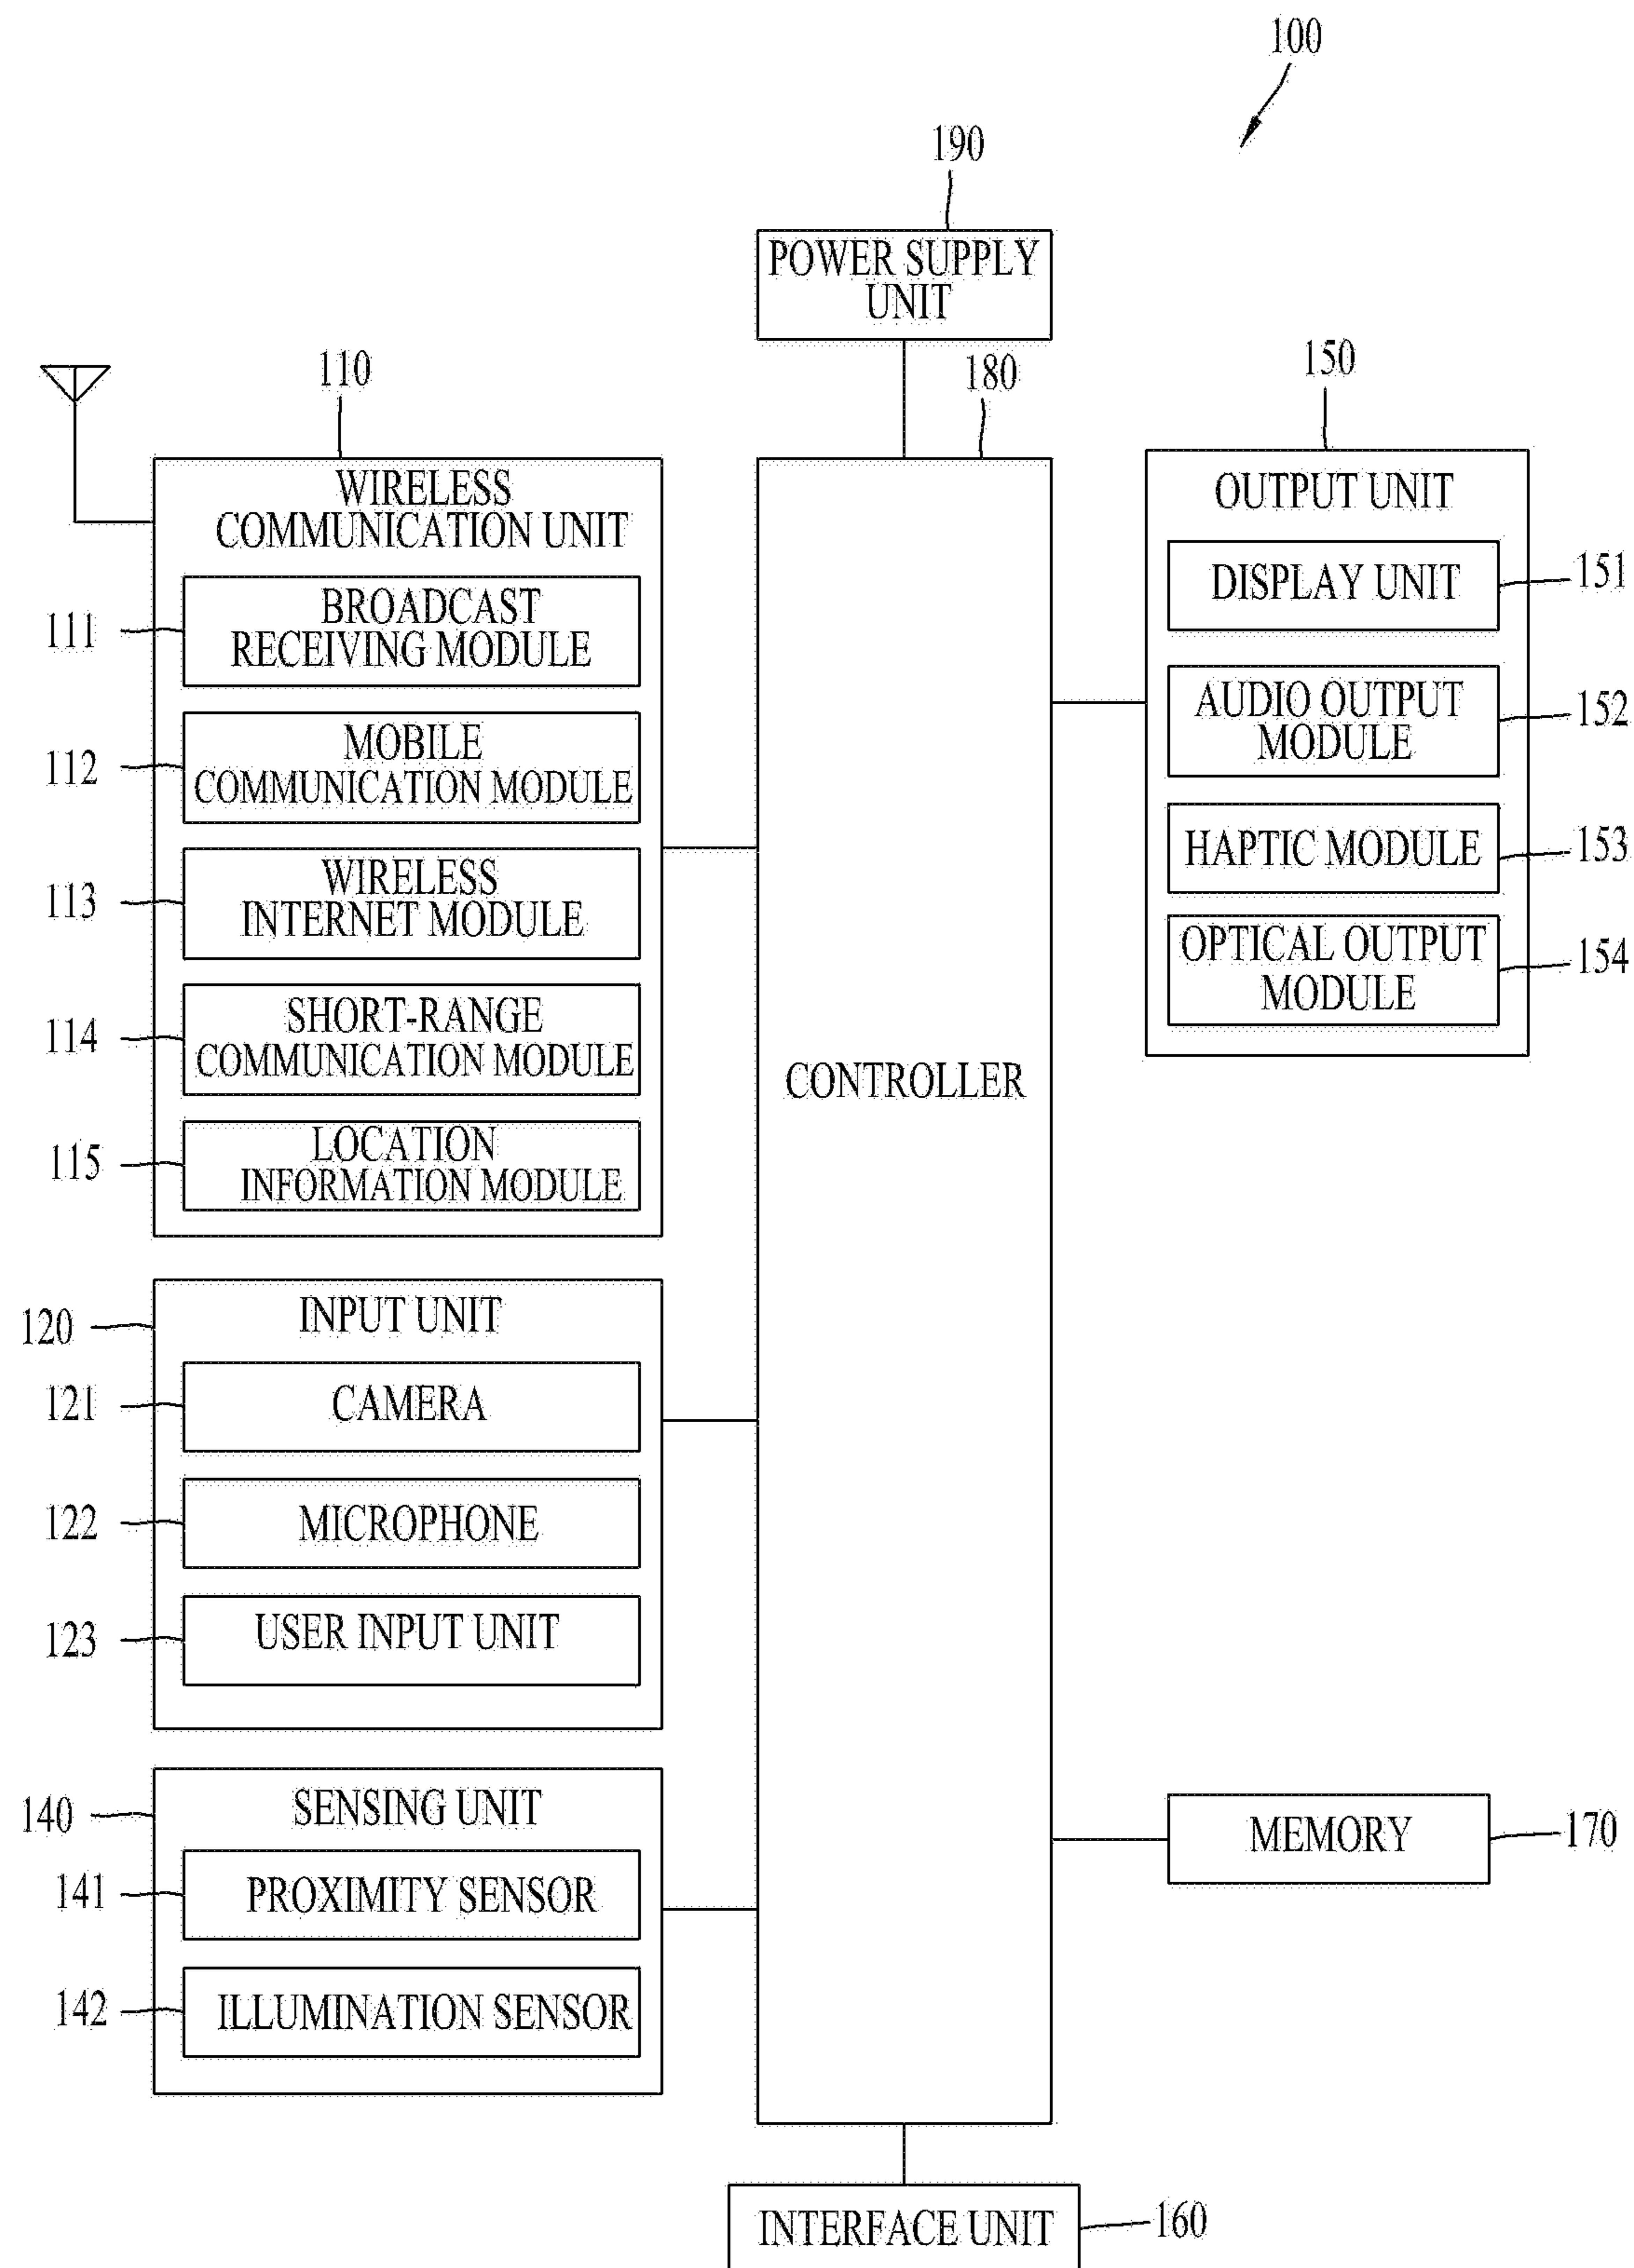 100
190
POWER SUPPLY
UNIT
110
180
150
WIRELESS
COMMUNICATION UNIT
111
BROADCAST
RECEIVING MODULE
112
MOBILE
COMMUNICATION MODULE
113
WIRELESS
INTERNET MODULE
114
SHORT-RANGE
COMMUNICATION MODULE
115
LOCATION
INFORMATION MODULE
120
INPUT UNIT
121
CAMERA
122
MICROPHONE
123
USER INPUT UNIT
140
SENSING UNIT
141
PROXIMITY SENSOR
142
ILLUMINATION SENSOR
CONTROLLER
OUTPUT UNIT
DISPLAY UNIT
151
AUDIO OUTPUT
MODULE
152
HAPTIC MODULE
153
OPTICAL OUTPUT
MODULE
154
MEMORY
170
INTERFACE UNIT
160